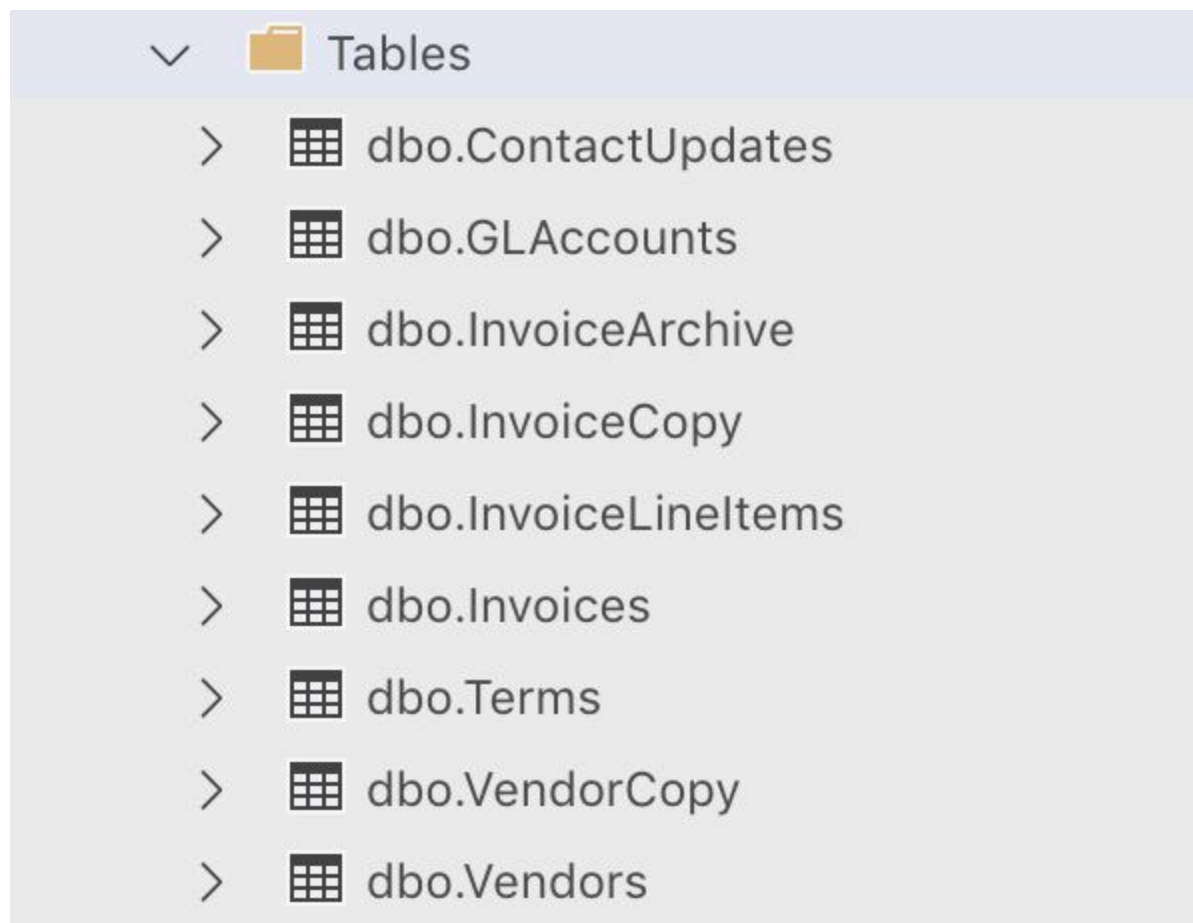 Tables
dbo.ContactUpdates
dbo.GLAccounts
dbo.InvoiceArchive
dbo.InvoiceCopy
dbo.InvoiceLineItems
dbo.Invoices
dbo.Terms
dbo.VendorCopy
dbo.Vendors